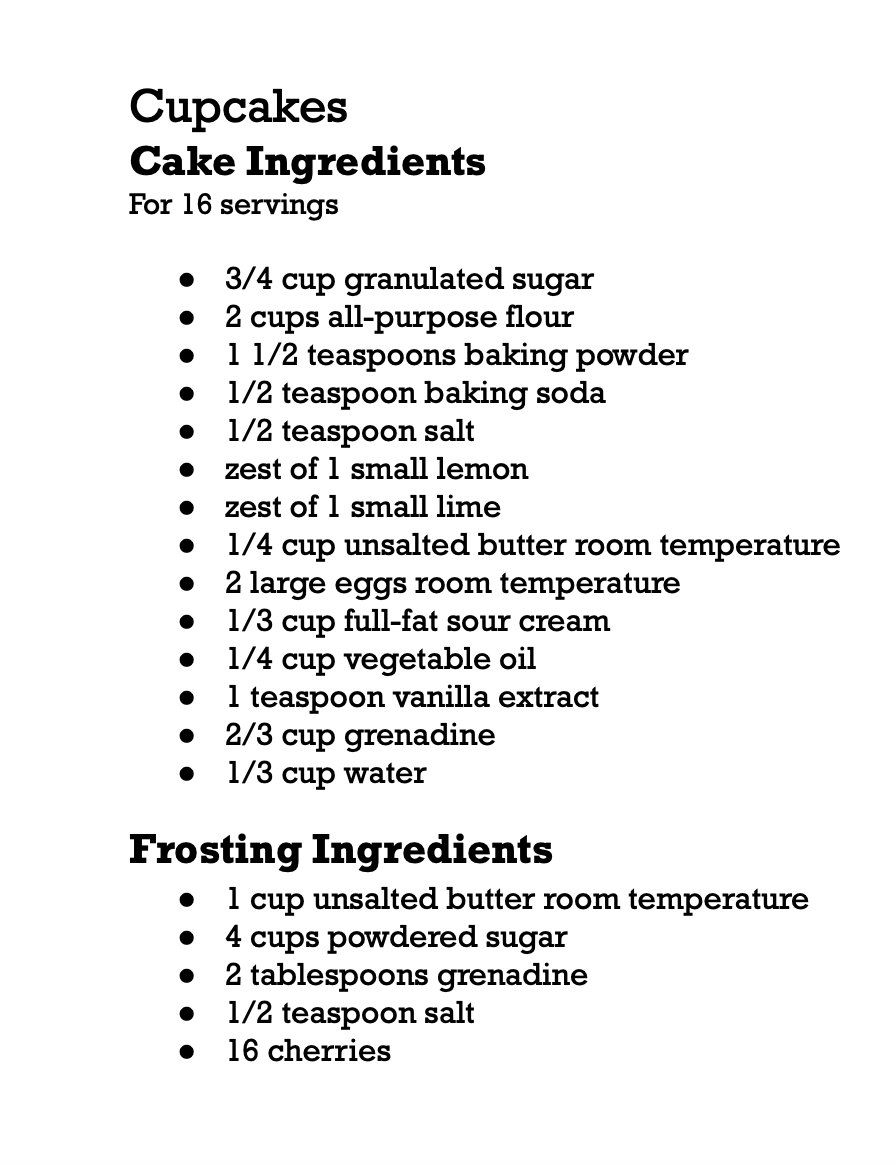 Cupcakes
Cake Ingredients
For 16 servings
● 3/4 cup granulated sugar
● 2 cups all-purpose flour
● 1 1/2 teaspoons baking powder
● 1/2 teaspoon baking soda
● 1/2 teaspoon salt
● zest of 1 small lemon
● zest of 1 small lime
● 1/4 cup unsalted butter room temperature
● 2 large eggs room temperature
● 1/3 cup full-fat sour cream
● 1/4 cup vegetable oil
● 1 teaspoon vanilla extract
● 2/3 cup grenadine
● 1/3 cup water
Frosting Ingredients
● 1 cup unsalted butter room temperature
● 4 cups powdered sugar
● 2 tablespoons grenadine
● 1/2 teaspoon salt
● 16 cherries